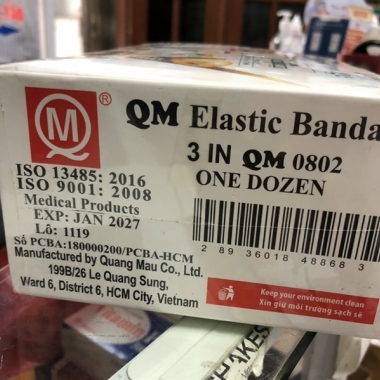 QM
®
QM Elastic Banda
3 IN QM 0802
ONE DOZEN
ISO 13485: 2016
ISO 9001: 2008
Medical Products
EXP: JAN 2027
Lô: 1119
Số PCBA:180000200/PCBA-HCM
Manufactured by Quang Mau Co., Ltd.
199B/26 Le Quang Sung,
Ward 6, District 6, HCM City, Vietnam
2 89 36018 48868 3
Keep your environment clean
Xin giữ môi trường sạch sẽ
SHAKES